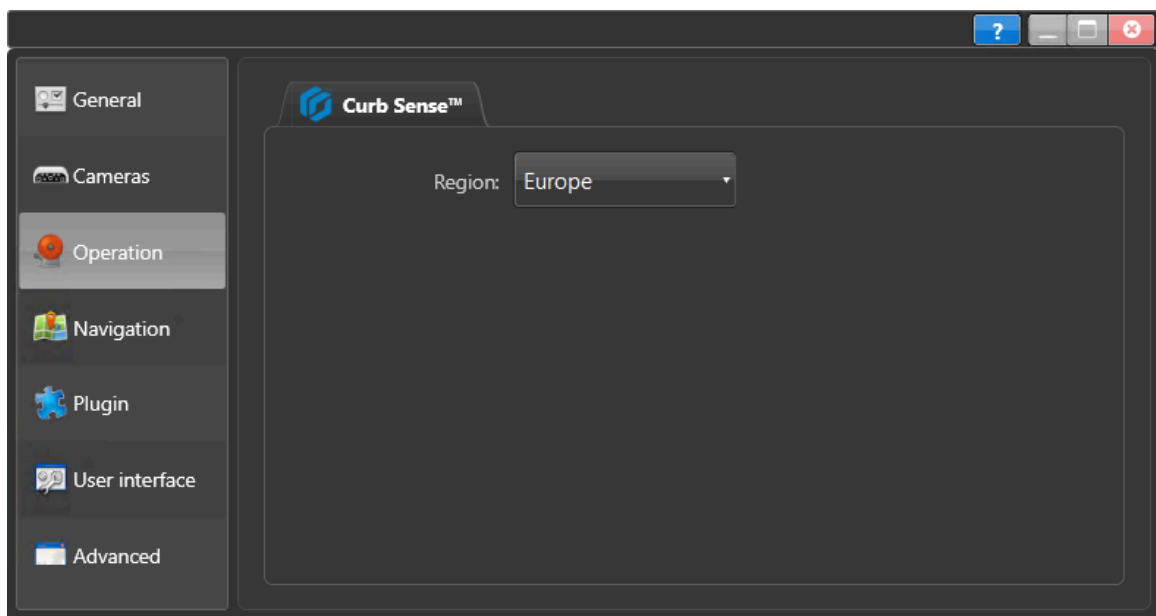 ?
General
Cameras
Operation
Navigation
Plugin
User interface
Advanced
Curb Sense™
Region: Europe